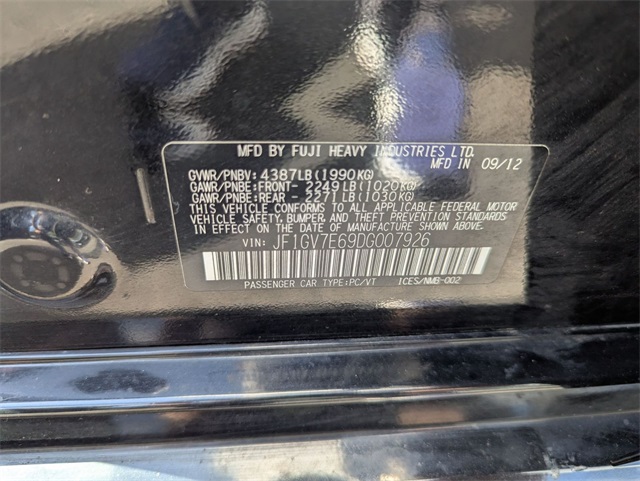 MFD BY FUJI HEAVY INDUSTRIES LTD.
MFD IN 09/12
GVWR/PNBV: 4387LB (1990KG)
GAWR/PNBE:FRONT- 2249LB (1020KG)
GAWR/PNBE:REAR - 2271LB (1030KG)
THIS VEHICLE CONFORMS TO ALL APPLICABLE FEDERAL MOTOR
VEHICLE SAFETY, BUMPER, AND THEFT PREVENTION STANDARDS
IN EFFECT ON THE DATE OF MANUFACTURE SHOWN ABOVE.
VIN: JF1GV7E69DG007926
PASSENGER CAR TYPE:PC/VT ICES/NMB-002